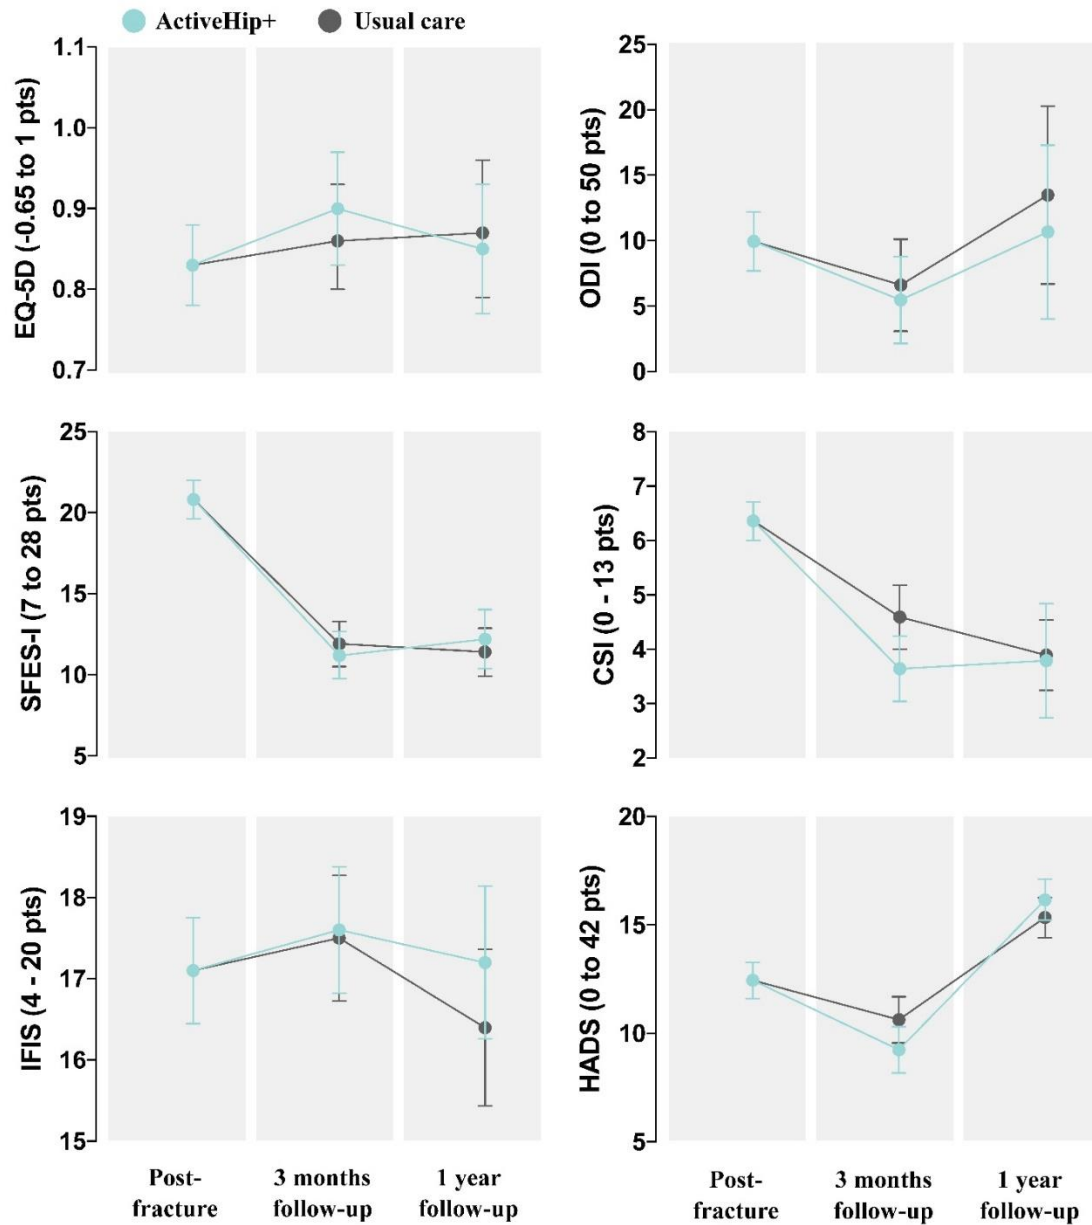 ActiveHip+ Usual care
EQ-5D (-0.65 to 1 pts)
1.1
1.0
0.9
0.8
0.7
ODI (0 to 50 pts)
25
20
15
10
5
0
SFES-I (7 to 28 pts)
25
20
15
10
5
CSI (0 - 13 pts)
8
7
6
5
4
3
2
IFIS (4 - 20 pts)
19
18
17
16
15
HADS (0 to 42 pts)
20
15
10
5
Post-
fracture
3 months
follow-up
1 year
follow-up
Post-
fracture
3 months
follow-up
1 year
follow-up